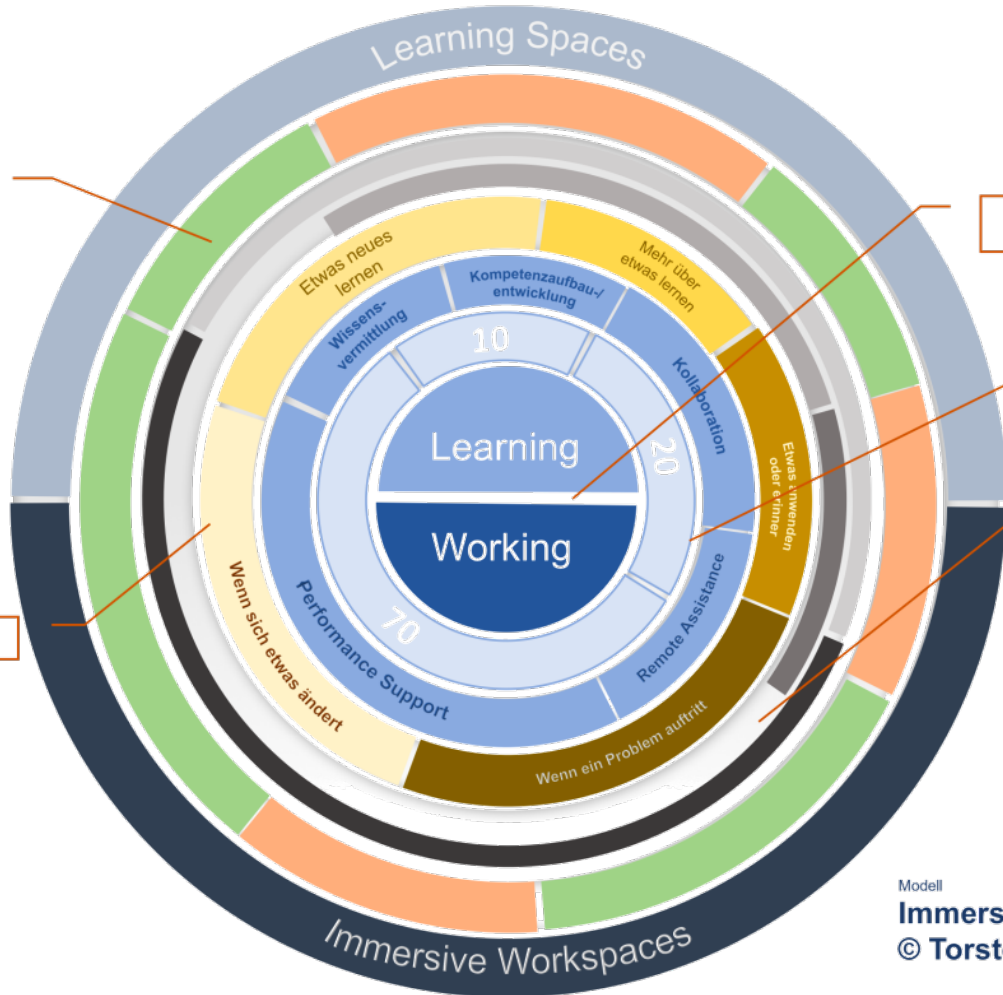 Learning Spaces
Etwas neues
lernen
Mehr über
etwas lernen
Wissens-
vermittlung
Kompetenzaufbau-/
entwicklung
Kollaboration
10
20
Learning
Etwas anwenden
oder erinner
Working
70
Performance Support
Remote Assistance
Wenn sich etwas ändert
Wenn ein Problem auftritt
Immersive Workspaces
Modell
Immers
© Torste